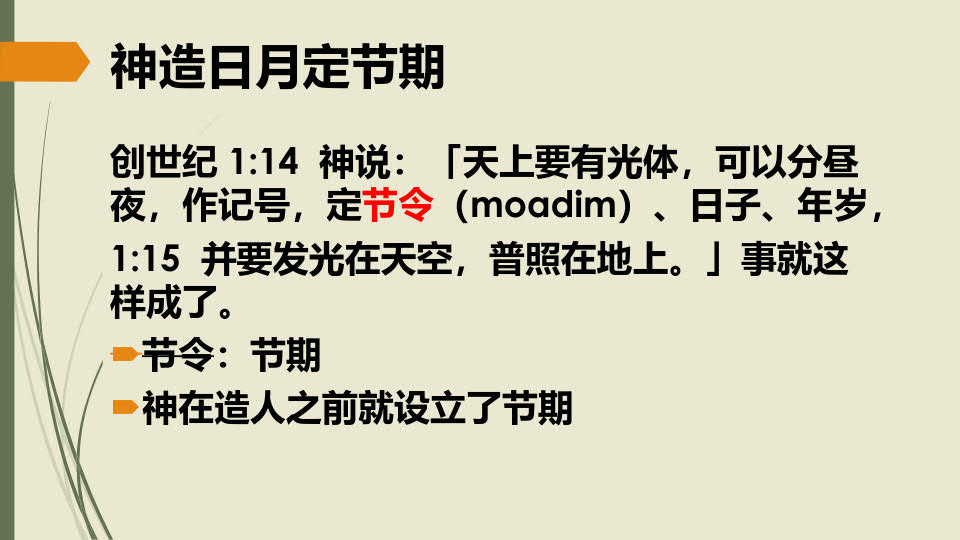 神造日月定节期
创世纪 1:14 神说：「天上要有光体，可以分昼
夜，作记号，定节令（moadim）、日子、年岁，
1:15 并要发光在天空，普照在地上。」事就这
样成了。
节令：节期
神在造人之前就设立了节期